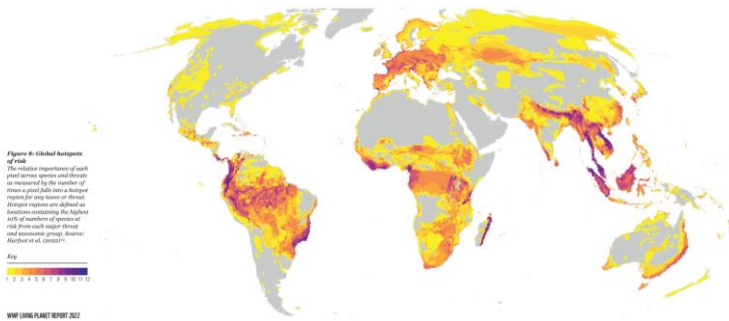 Figure 8: Global hotspots
of risk
The relative importance of each
pixel across species and threats
as measured by the number of
times a pixel falls into a hotspot
region for any taxon or threat.
Hotspot regions are defined as
locations containing the highest
10% of numbers of species at
risk from each major threat
and taxonomic group. Source:
Harfoot et al. (2021)
Key
1 2 3 4 5 6 7 8 9 10 11 12
WWF LIVING PLANET REPORT 2022